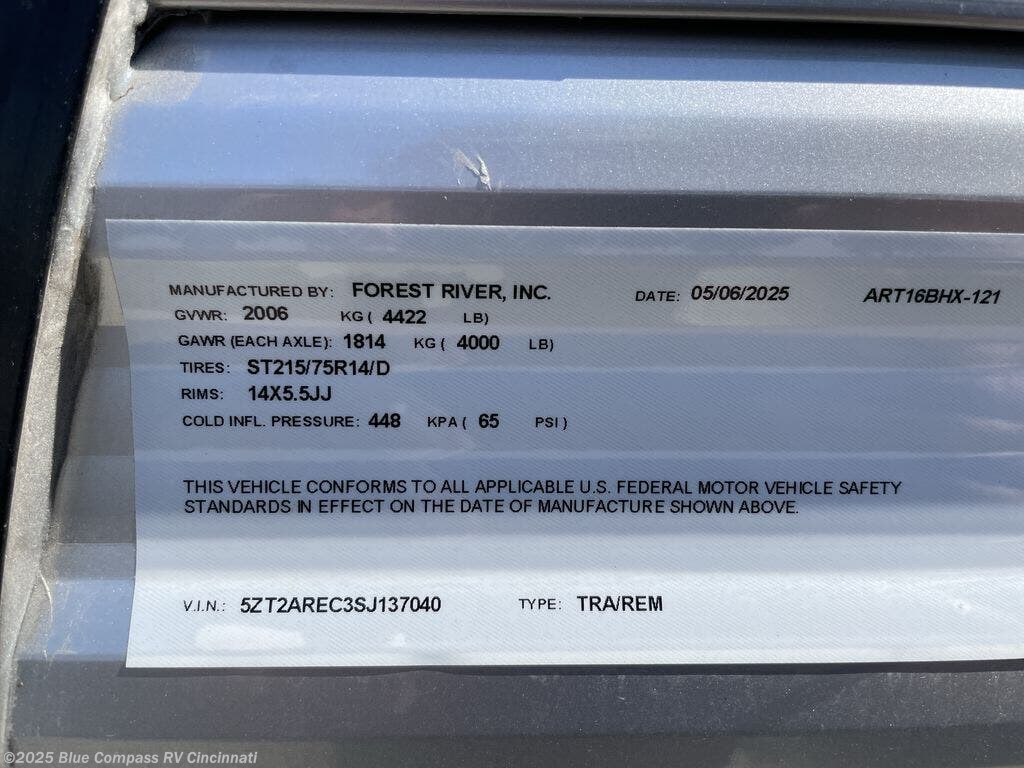 MANUFACTURED BY: FOREST RIVER, INC. DATE: 05/06/2025 ART16BHX-121
GVWR: 2006 KG ( 4422 LB)
GAWR (EACH AXLE): 1814 KG ( 4000 LB)
TIRES: ST215/75R14/D
RIMS: 14X5.5JJ
COLD INFL. PRESSURE: 448 KPA ( 65 PSI )
THIS VEHICLE CONFORMS TO ALL APPLICABLE U.S. FEDERAL MOTOR VEHICLE SAFETY
STANDARDS IN EFFECT ON THE DATE OF MANUFACTURE SHOWN ABOVE.
V.I.N.: 5ZT2AREC3SJ137040 TYPE: TRA/REM
©2025 Blue Compass RV Cincinnati